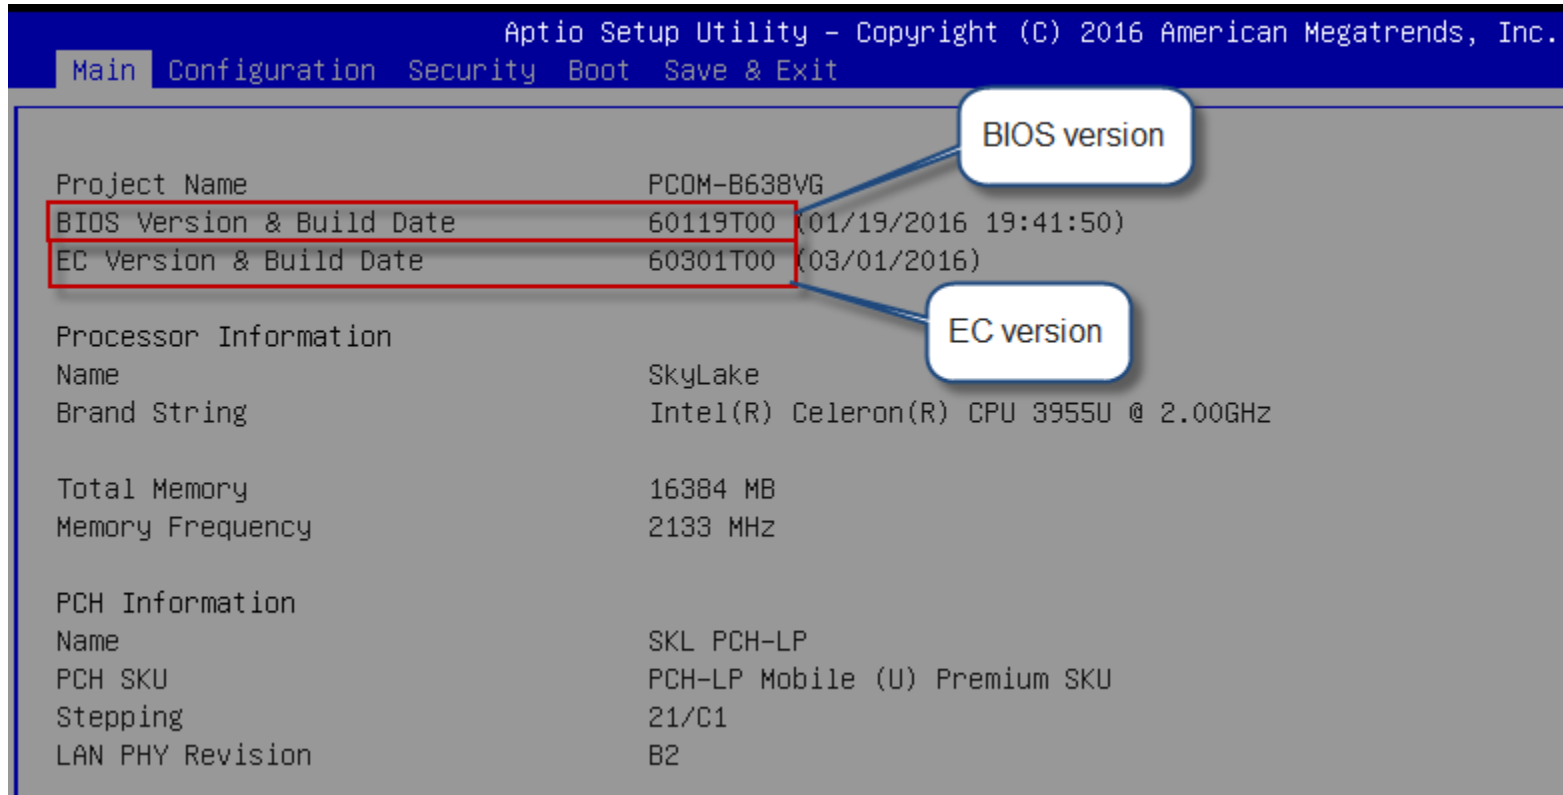 Aptio Setup Utility – Copyright (C) 2016 American Megatrends, Inc.
Main Configuration Security Boot Save & Exit
BIOS version
Project Name PCOM-B638VG
BIOS Version & Build Date 60119T00 (01/19/2016 19:41:50)
EC Version & Build Date 60301T00 (03/01/2016)
EC version
Processor Information
Name SkyLake
Brand String Intel(R) Celeron(R) CPU 3955U @ 2.00GHz
Total Memory 16384 MB
Memory Frequency 2133 MHz
PCH Information
Name SKL PCH-LP
PCH SKU PCH-LP Mobile (U) Premium SKU
Stepping 21/C1
LAN PHY Revision B2